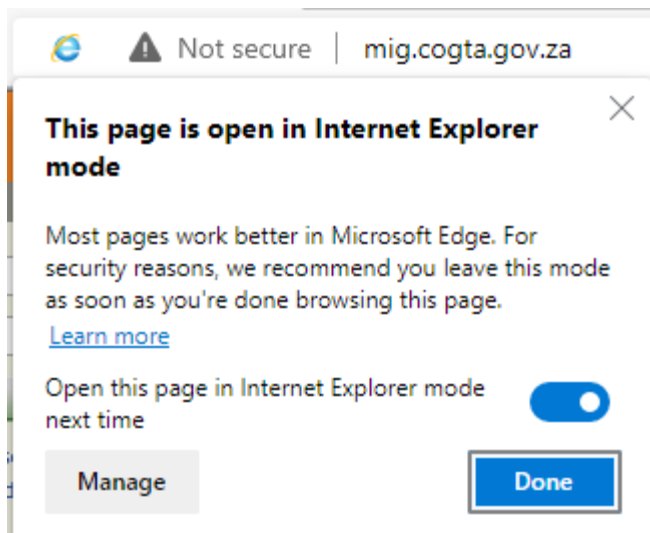 Not secure | mig.cogta.gov.za
This page is open in Internet Explorer
mode
Most pages work better in Microsoft Edge. For
security reasons, we recommend you leave this mode
as soon as you're done browsing this page.
Learn more
Open this page in Internet Explorer mode
next time
Manage
Done